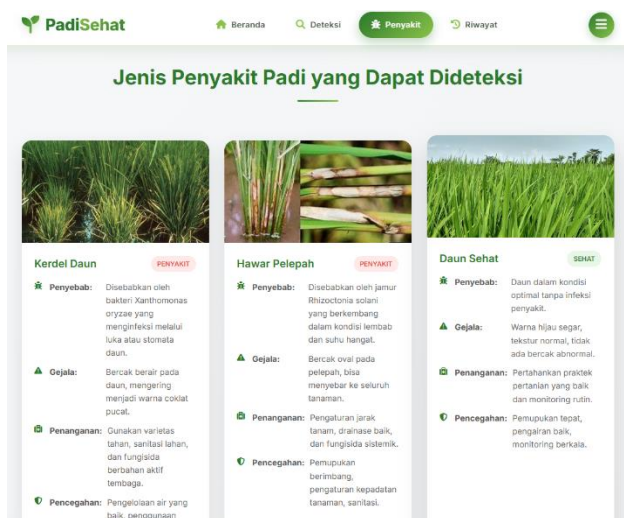 PadiSehat
Beranda
Deteksi
Penyakit
Riwayat
Jenis Penyakit Padi yang Dapat Dideteksi
Kerdel Daun
PENYAKIT
Penyebab:
Disebabkan oleh
bakteri Xanthomonas
oryzae yang
menginfeksi melalui
luka atau stomata
daun.
Gejala:
Bercak berair pada
daun, mengering
menjadi warna coklat
pucat.
Penanganan:
Gunakan varietas
tahan, sanitasi lahan,
dan fungisida
berbahan aktif
tembaga.
Pencegahan:
Pengelolaan air yang
baik, penggunaan
Hawar Pelepah
PENYAKIT
Penyebab:
Disebabkan oleh jamur
Rhizoctonia solani
yang berkembang
dalam kondisi lembab
dan suhu hangat.
Gejala:
Bercak oval pada
pelepah, bisa
menyebar ke seluruh
tanaman.
Penanganan:
Pengaturan jarak
tanam, drainase baik,
dan fungisida sistemik.
Pencegahan:
Pemupukan
berimbang,
pengaturan kepadatan
tanaman, sanitasi.
Daun Sehat
SEHAT
Penyebab:
Daun dalam kondisi
optimal tanpa infeksi
penyakit.
Gejala:
Warna hijau segar,
tekstur normal, tidak
ada bercak abnormal.
Penanganan:
Pertahankan praktek
pertanian yang baik
dan monitoring rutin.
Pencegahan:
Pemupukan tepat,
pengairan baik,
monitoring berkala.